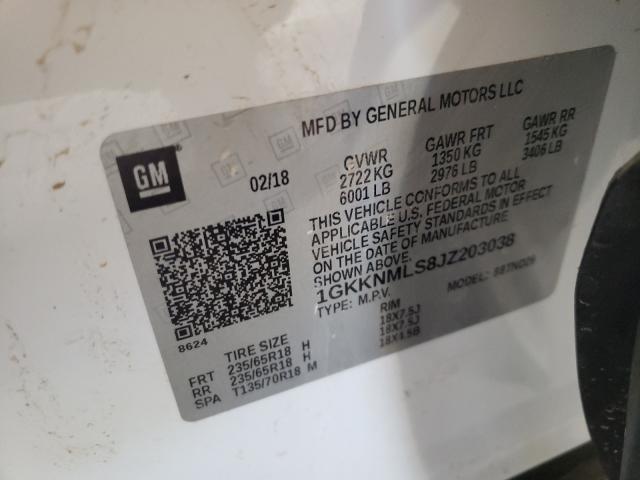 MFD BY GENERAL MOTORS LLC
GM
02/18
GVWR
2722 KG
6001 LB
GAWR FRT
1350 KG
2976 LB
GAWR RR
1545 KG
3406 LB
THIS VEHICLE CONFORMS TO ALL
APPLICABLE U.S. FEDERAL MOTOR
VEHICLE SAFETY STANDARDS IN EFFECT
ON THE DATE OF MANUFACTURE
SHOWN ABOVE.
1GKKNMLS8JZ203038
TYPE: M.P.V. MODEL:
8624
TIRE SIZE RIM
FRT 235/65R18 H 18X7.5J
RR 235/65R18 H 18X7.5J
SPA T135/70R18 M 18X4.5B